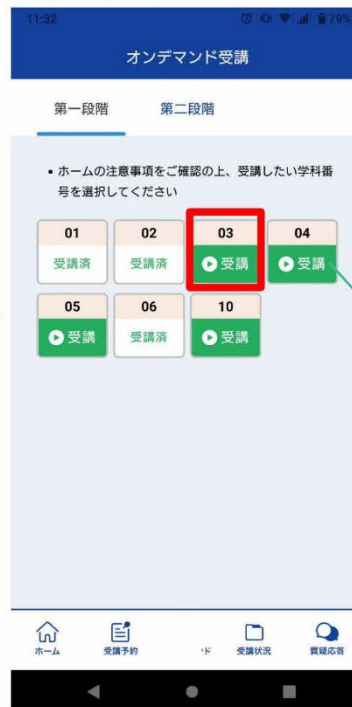 11:32
79%
オンデマンド受講
第一段階 第二段階
▪ ホームの注意事項をご確認の上、受講したい学科番
号を選択してください
01 02 03 04
受講済 受講済 受講 受講
05 06 10
受講 受講済 受講
ホーム 受講予約 ド 受講状況 質疑応答